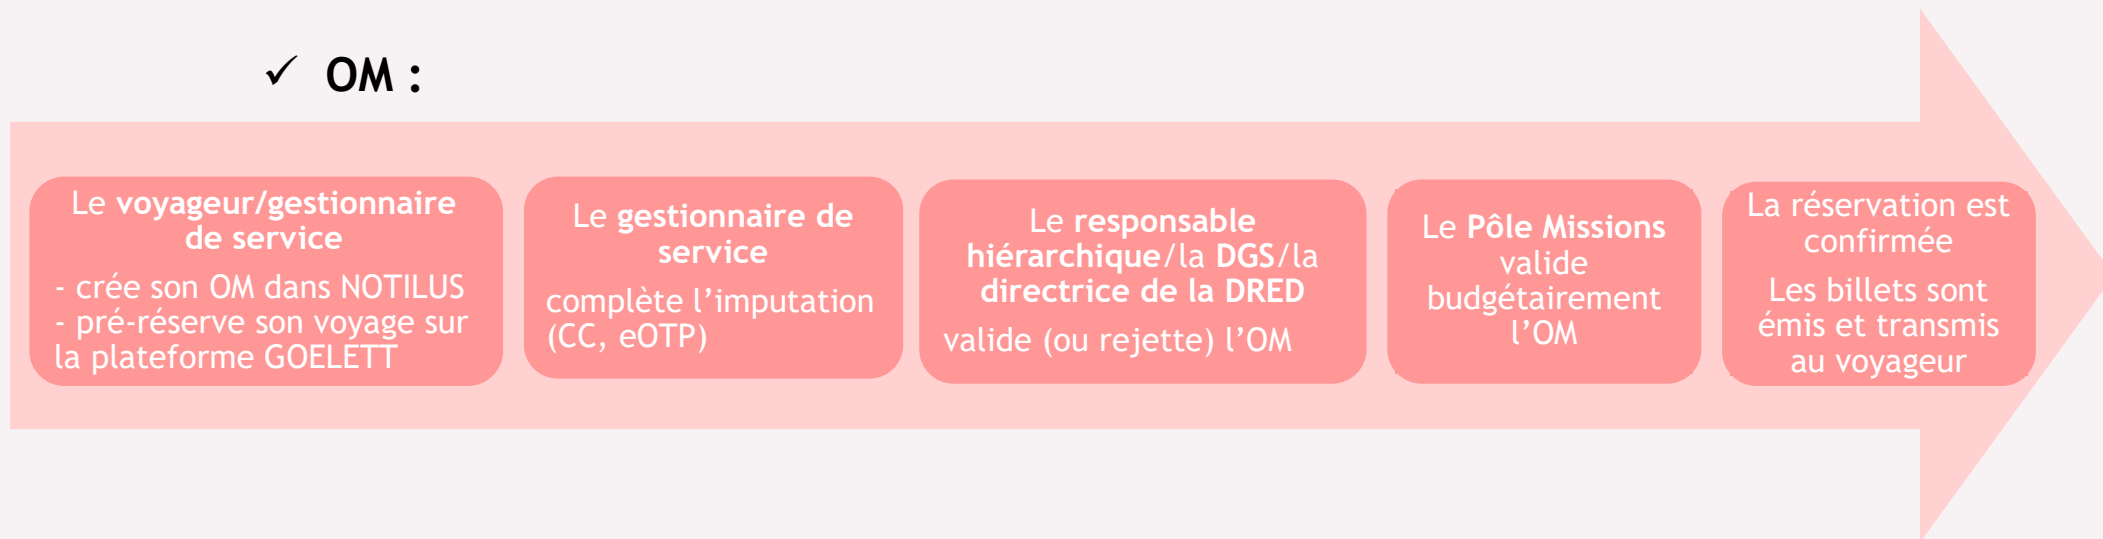 ✓ OM :
Le voyageur/gestionnaire
de service
- crée son OM dans NOTILUS
- pré-réserve son voyage sur
la plateforme GOELETT
Le gestionnaire de
service
complète l’imputation
(CC, eOTP)
Le responsable
hiérarchique/la DGS/la
directrice de la DRED
valide (ou rejette) l’OM
Le Pôle Missions
valide
budgétairement
l’OM
La réservation est
confirmée
Les billets sont
émis et transmis
au voyageur